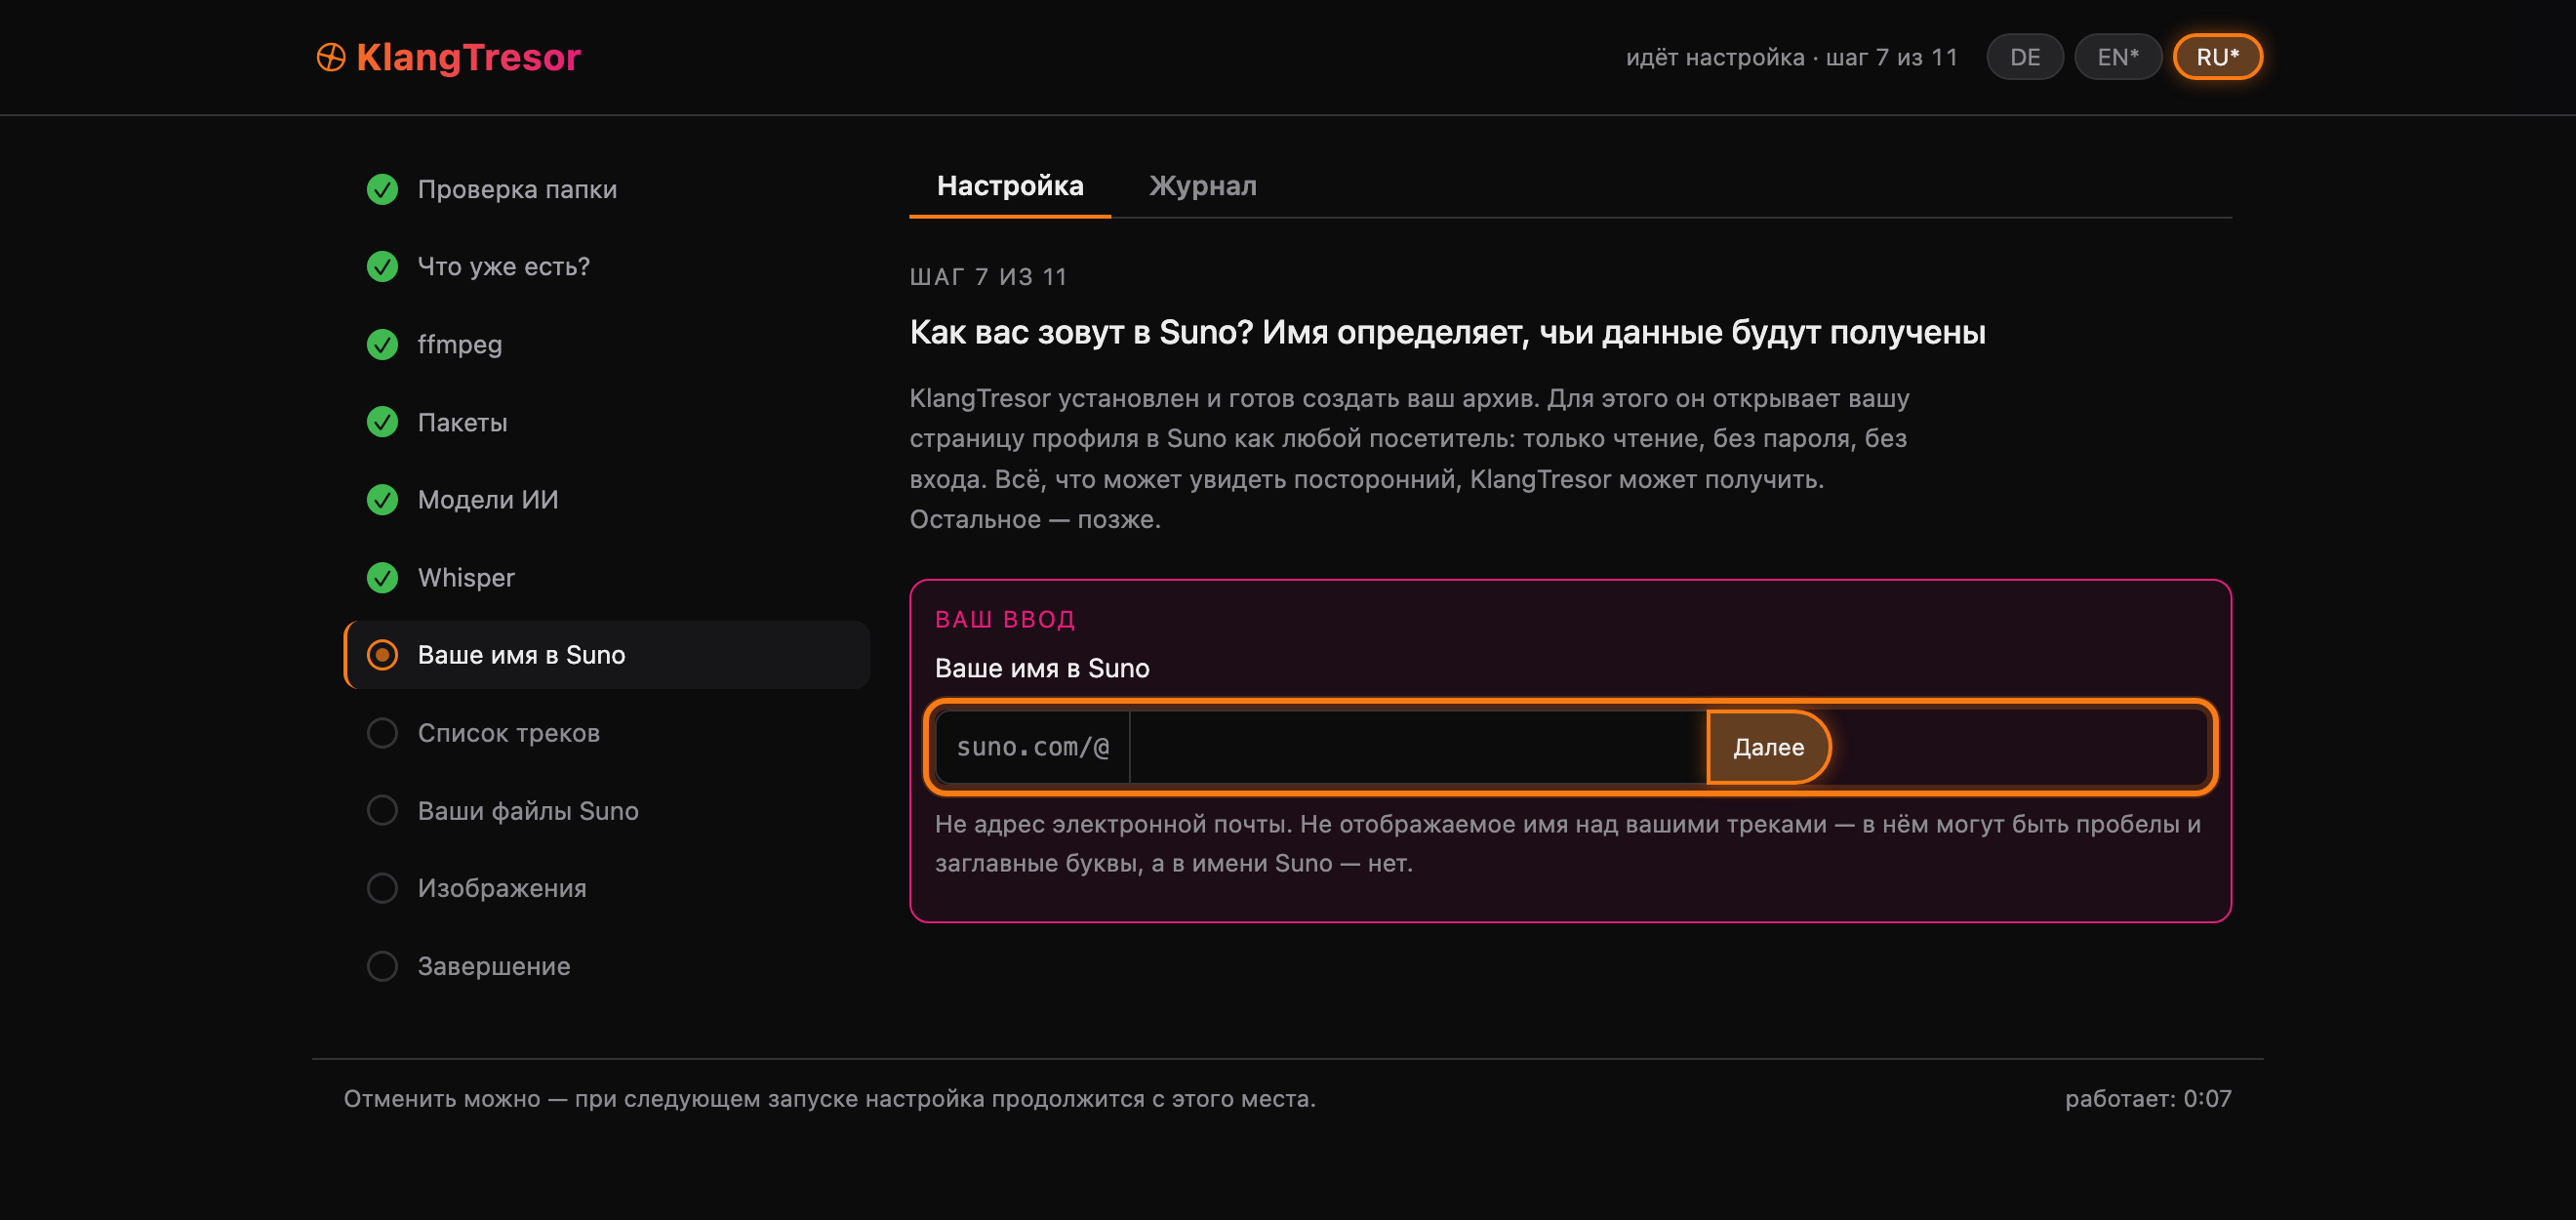 KlangTresor
идёт настройка · шаг 7 из 11
DE
EN*
RU*
Проверка папки
Что уже есть?
ffmpeg
Пакеты
Модели ИИ
Whisper
Ваше имя в Suno
Список треков
Ваши файлы Suno
Изображения
Завершение
Настройка
Журнал
ШАГ 7 ИЗ 11
Как вас зовут в Suno? Имя определяет, чьи данные будут получены
KlangTresor установлен и готов создать ваш архив. Для этого он открывает вашу
страницу профиля в Suno как любой посетитель: только чтение, без пароля, без
входа. Всё, что может увидеть посторонний, KlangTresor может получить.
Остальное — позже.
ВАШ ВВОД
Ваше имя в Suno
suno.com/@
Далее
Не адрес электронной почты. Не отображаемое имя над вашими треками — в нём могут быть пробелы и
заглавные буквы, а в имени Suno — нет.
Отменить можно — при следующем запуске настройка продолжится с этого места.
работает: 0:07